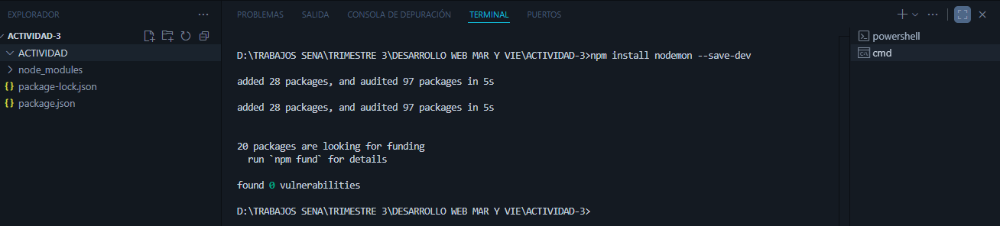 EXPLORADOR
ACTIVIDAD-3
ACTIVIDAD
node_modules
{} package-lock.json
{} package.json
PROBLEMAS SALIDA CONSOLA DE DEPURACIÓN TERMINAL PUERTOS
D:\TRABAJOS SENA\TRIMESTRE 3\DESARROLLO WEB MAR Y VIE\ACTIVIDAD-3>npm install nodemon --save-dev
added 28 packages, and audited 97 packages in 5s
added 28 packages, and audited 97 packages in 5s
20 packages are looking for funding
run `npm fund` for details
found 0 vulnerabilities
D:\TRABAJOS SENA\TRIMESTRE 3\DESARROLLO WEB MAR Y VIE\ACTIVIDAD-3>
powershell
cmd